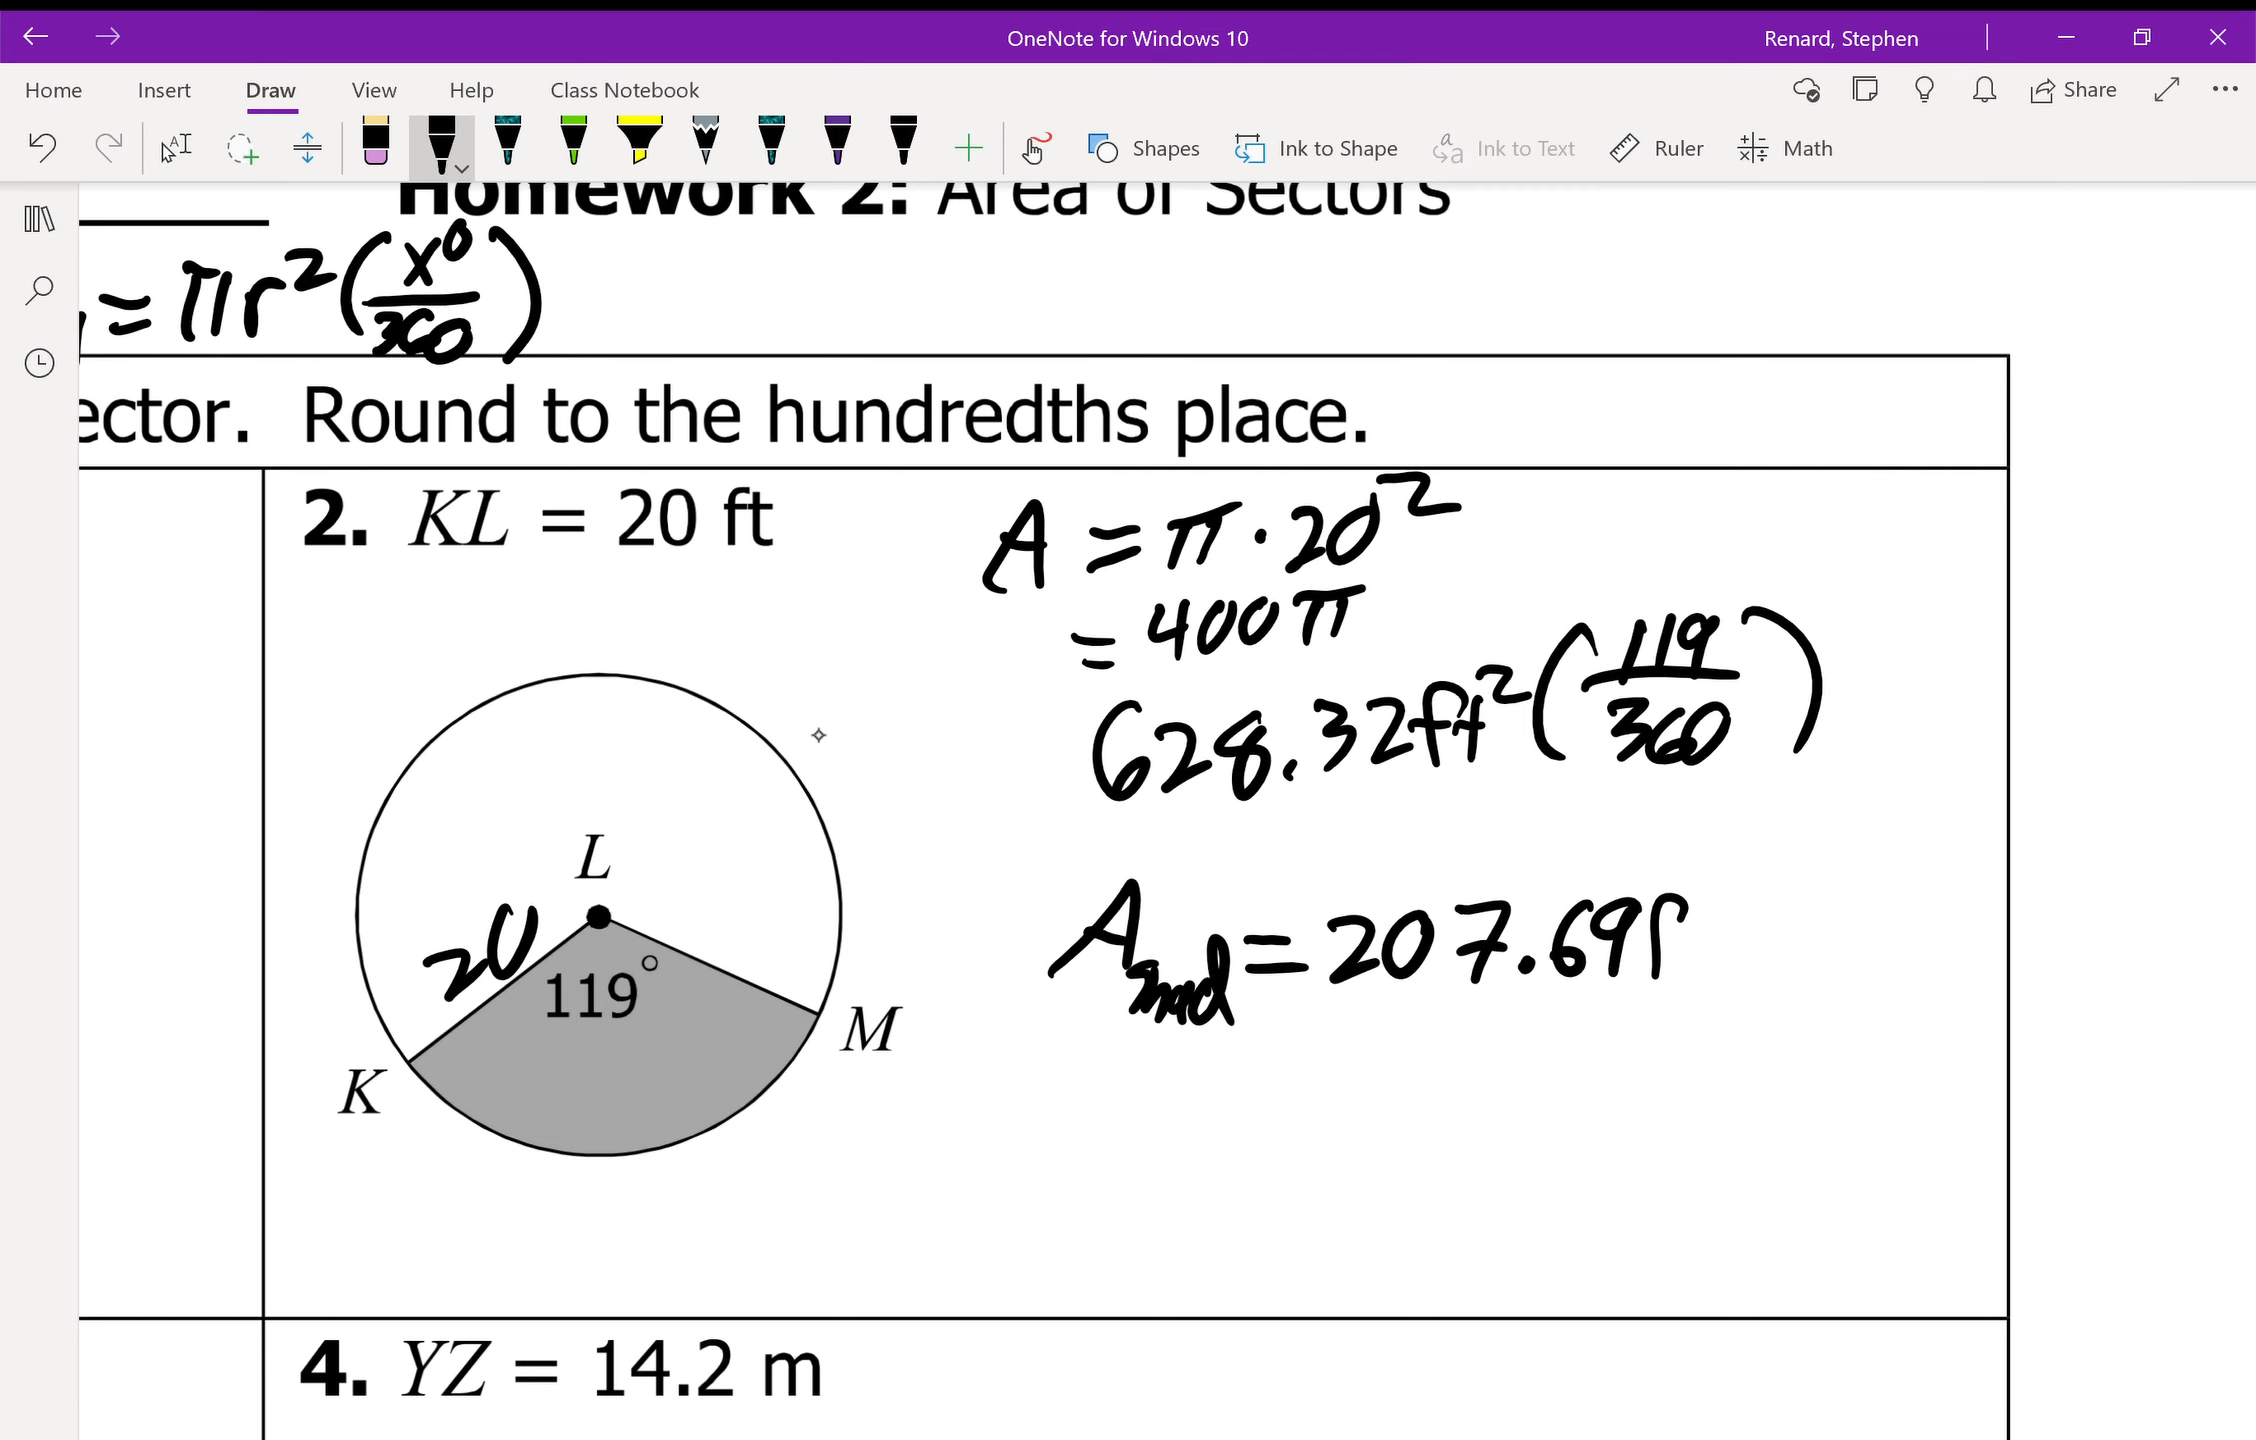 OneNote for Windows 10
Renard, Stephen
Home Insert Draw View Help Class Notebook
Share
Shapes Ink to Shape Ink to Text Ruler Math
Homework 2: Area of Sectors
= πr²(x°/360)
ector. Round to the hundredths place.
2. KL = 20 ft
A = π·20²
= 400π
628.32ft²(119/360)
L
20
119°
K
M
A = 207.69
4. YZ = 14.2 m